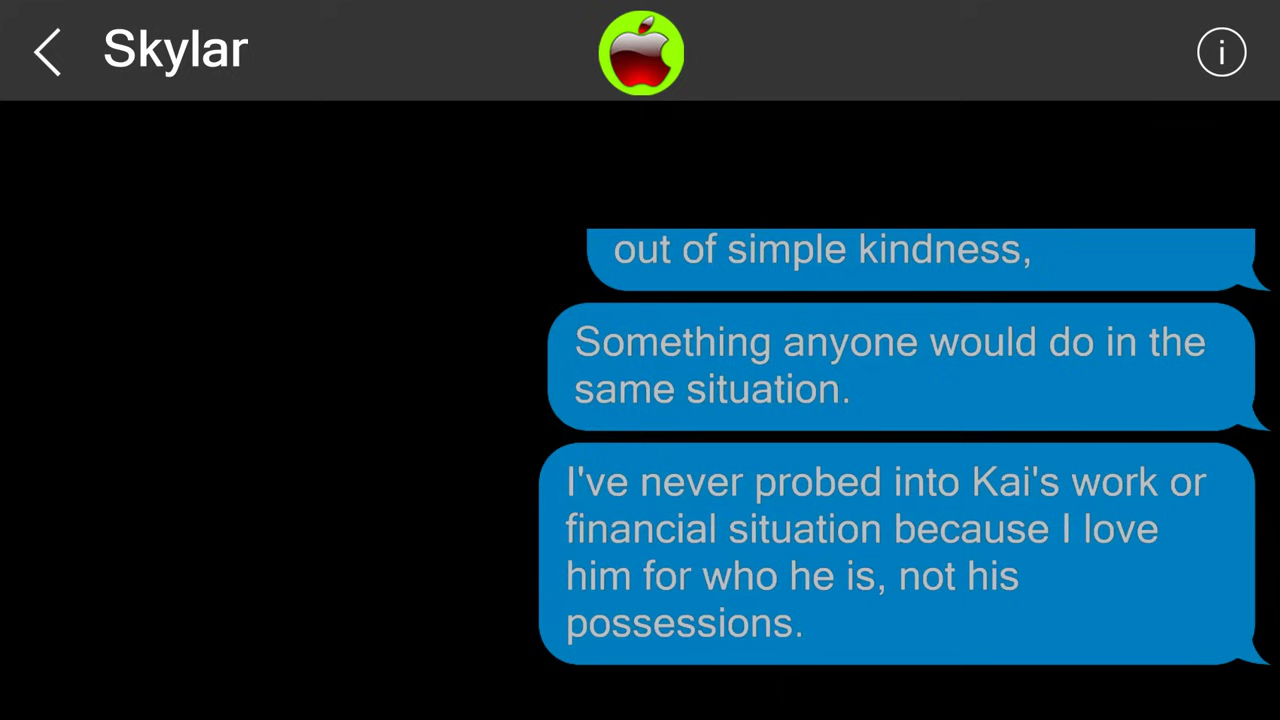 Skylar
i
out of simple kindness,
Something anyone would do in the
same situation.
I've never probed into Kai's work or
financial situation because I love
him for who he is, not his
possessions.